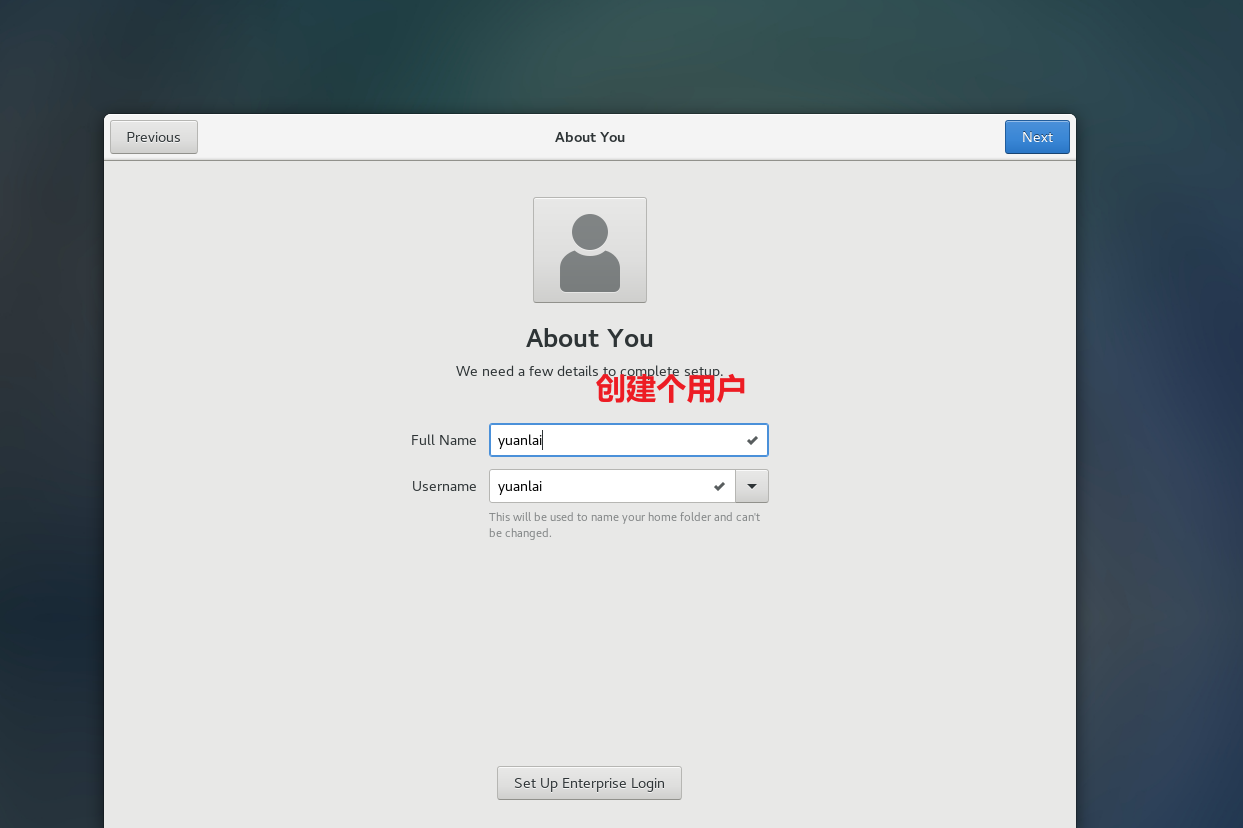 Previous
About You
Next
About You
We need a few details to complete setup.
创建个用户
Full Name yuanlai
Username yuanlai
This will be used to name your home folder and can't
be changed.
Set Up Enterprise Login